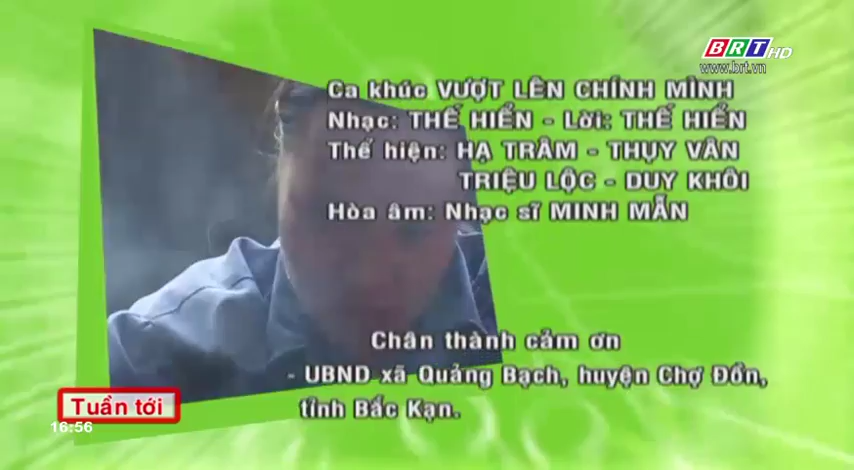 BRT HD
www.brt.vn
Ca khúc VƯỢT LÊN CHÍNH MÌNH
Nhạc: THẾ HIỂN - Lời: THẾ HIỂN
Thể hiện: HẠ TRÂM - THỤY VÂN
TRIỆU LỘC - DUY KHÔI
Hòa âm: Nhạc sĩ MINH MẪN
Chân thành cảm ơn
- UBND xã Quảng Bạch, huyện Chợ Đồn,
tỉnh Bắc Kạn.
Tuần tới
16:56